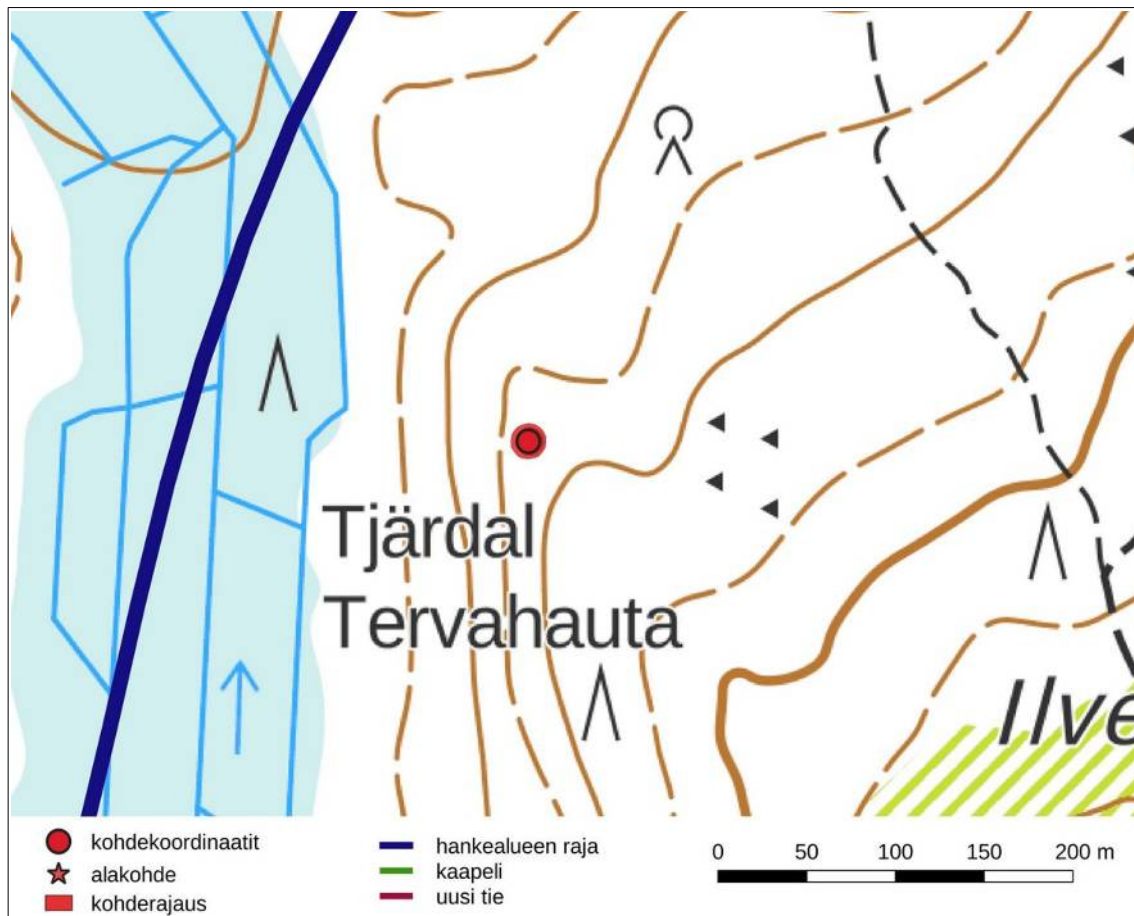 Tjärdal
Tervahauta
Ilve
kohdekoordinaatit
alakohde
kohderajaus
hankealueen raja
kaapeli
uusi tie
0 50 100 150 200 m